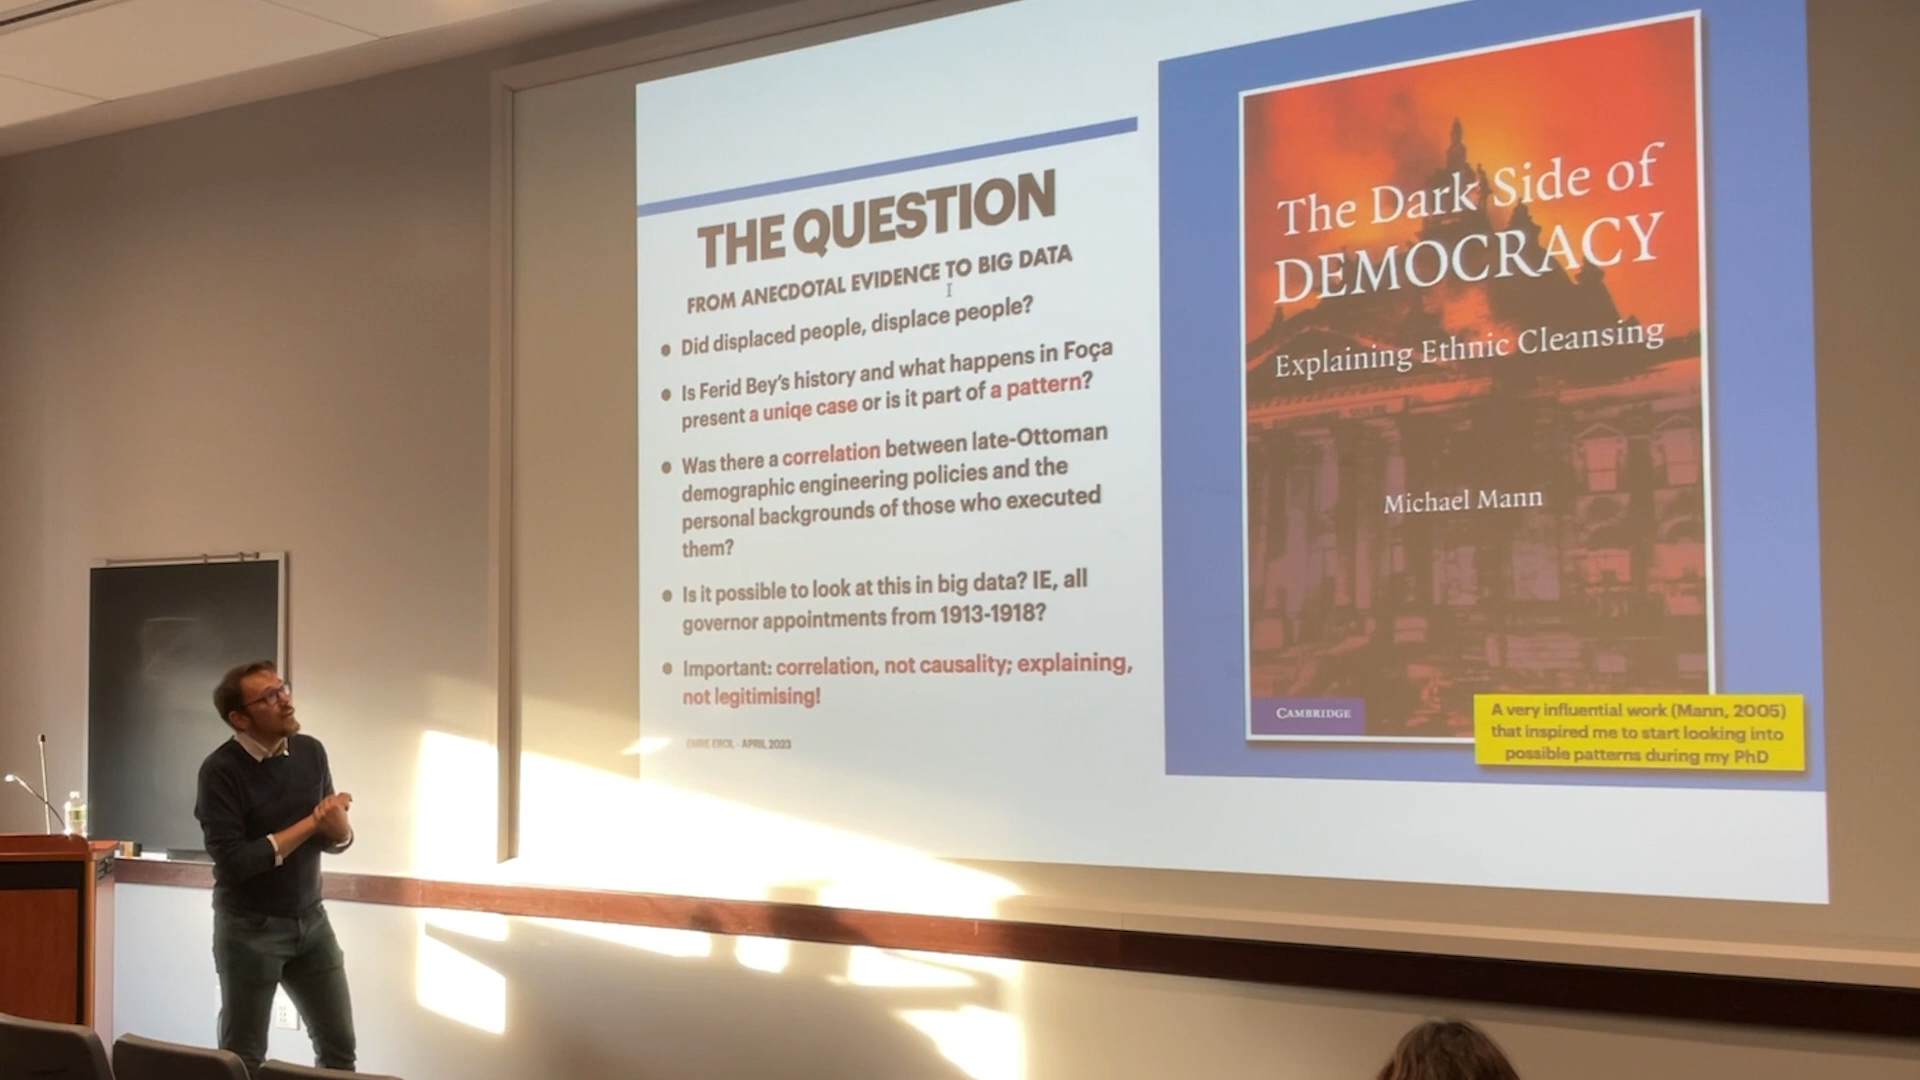 THE QUESTION
FROM ANECDOTAL EVIDENCE TO BIG DATA
Did displaced people, displace people?
Is Ferid Bey's history and what happens in Foça
present a uniqe case or is it part of a pattern?
Was there a correlation between late-Ottoman
demographic engineering policies and the
personal backgrounds of those who executed
them?
Is it possible to look at this in big data? IE, all
governor appointments from 1913-1918?
Important: correlation, not causality; explaining,
not legitimising!
EMRE EROL - APRIL 2023
The Dark Side of
DEMOCRACY
Explaining Ethnic Cleansing
Michael Mann
CAMBRIDGE
A very influential work (Mann, 2005)
that inspired me to start looking into
possible patterns during my PhD